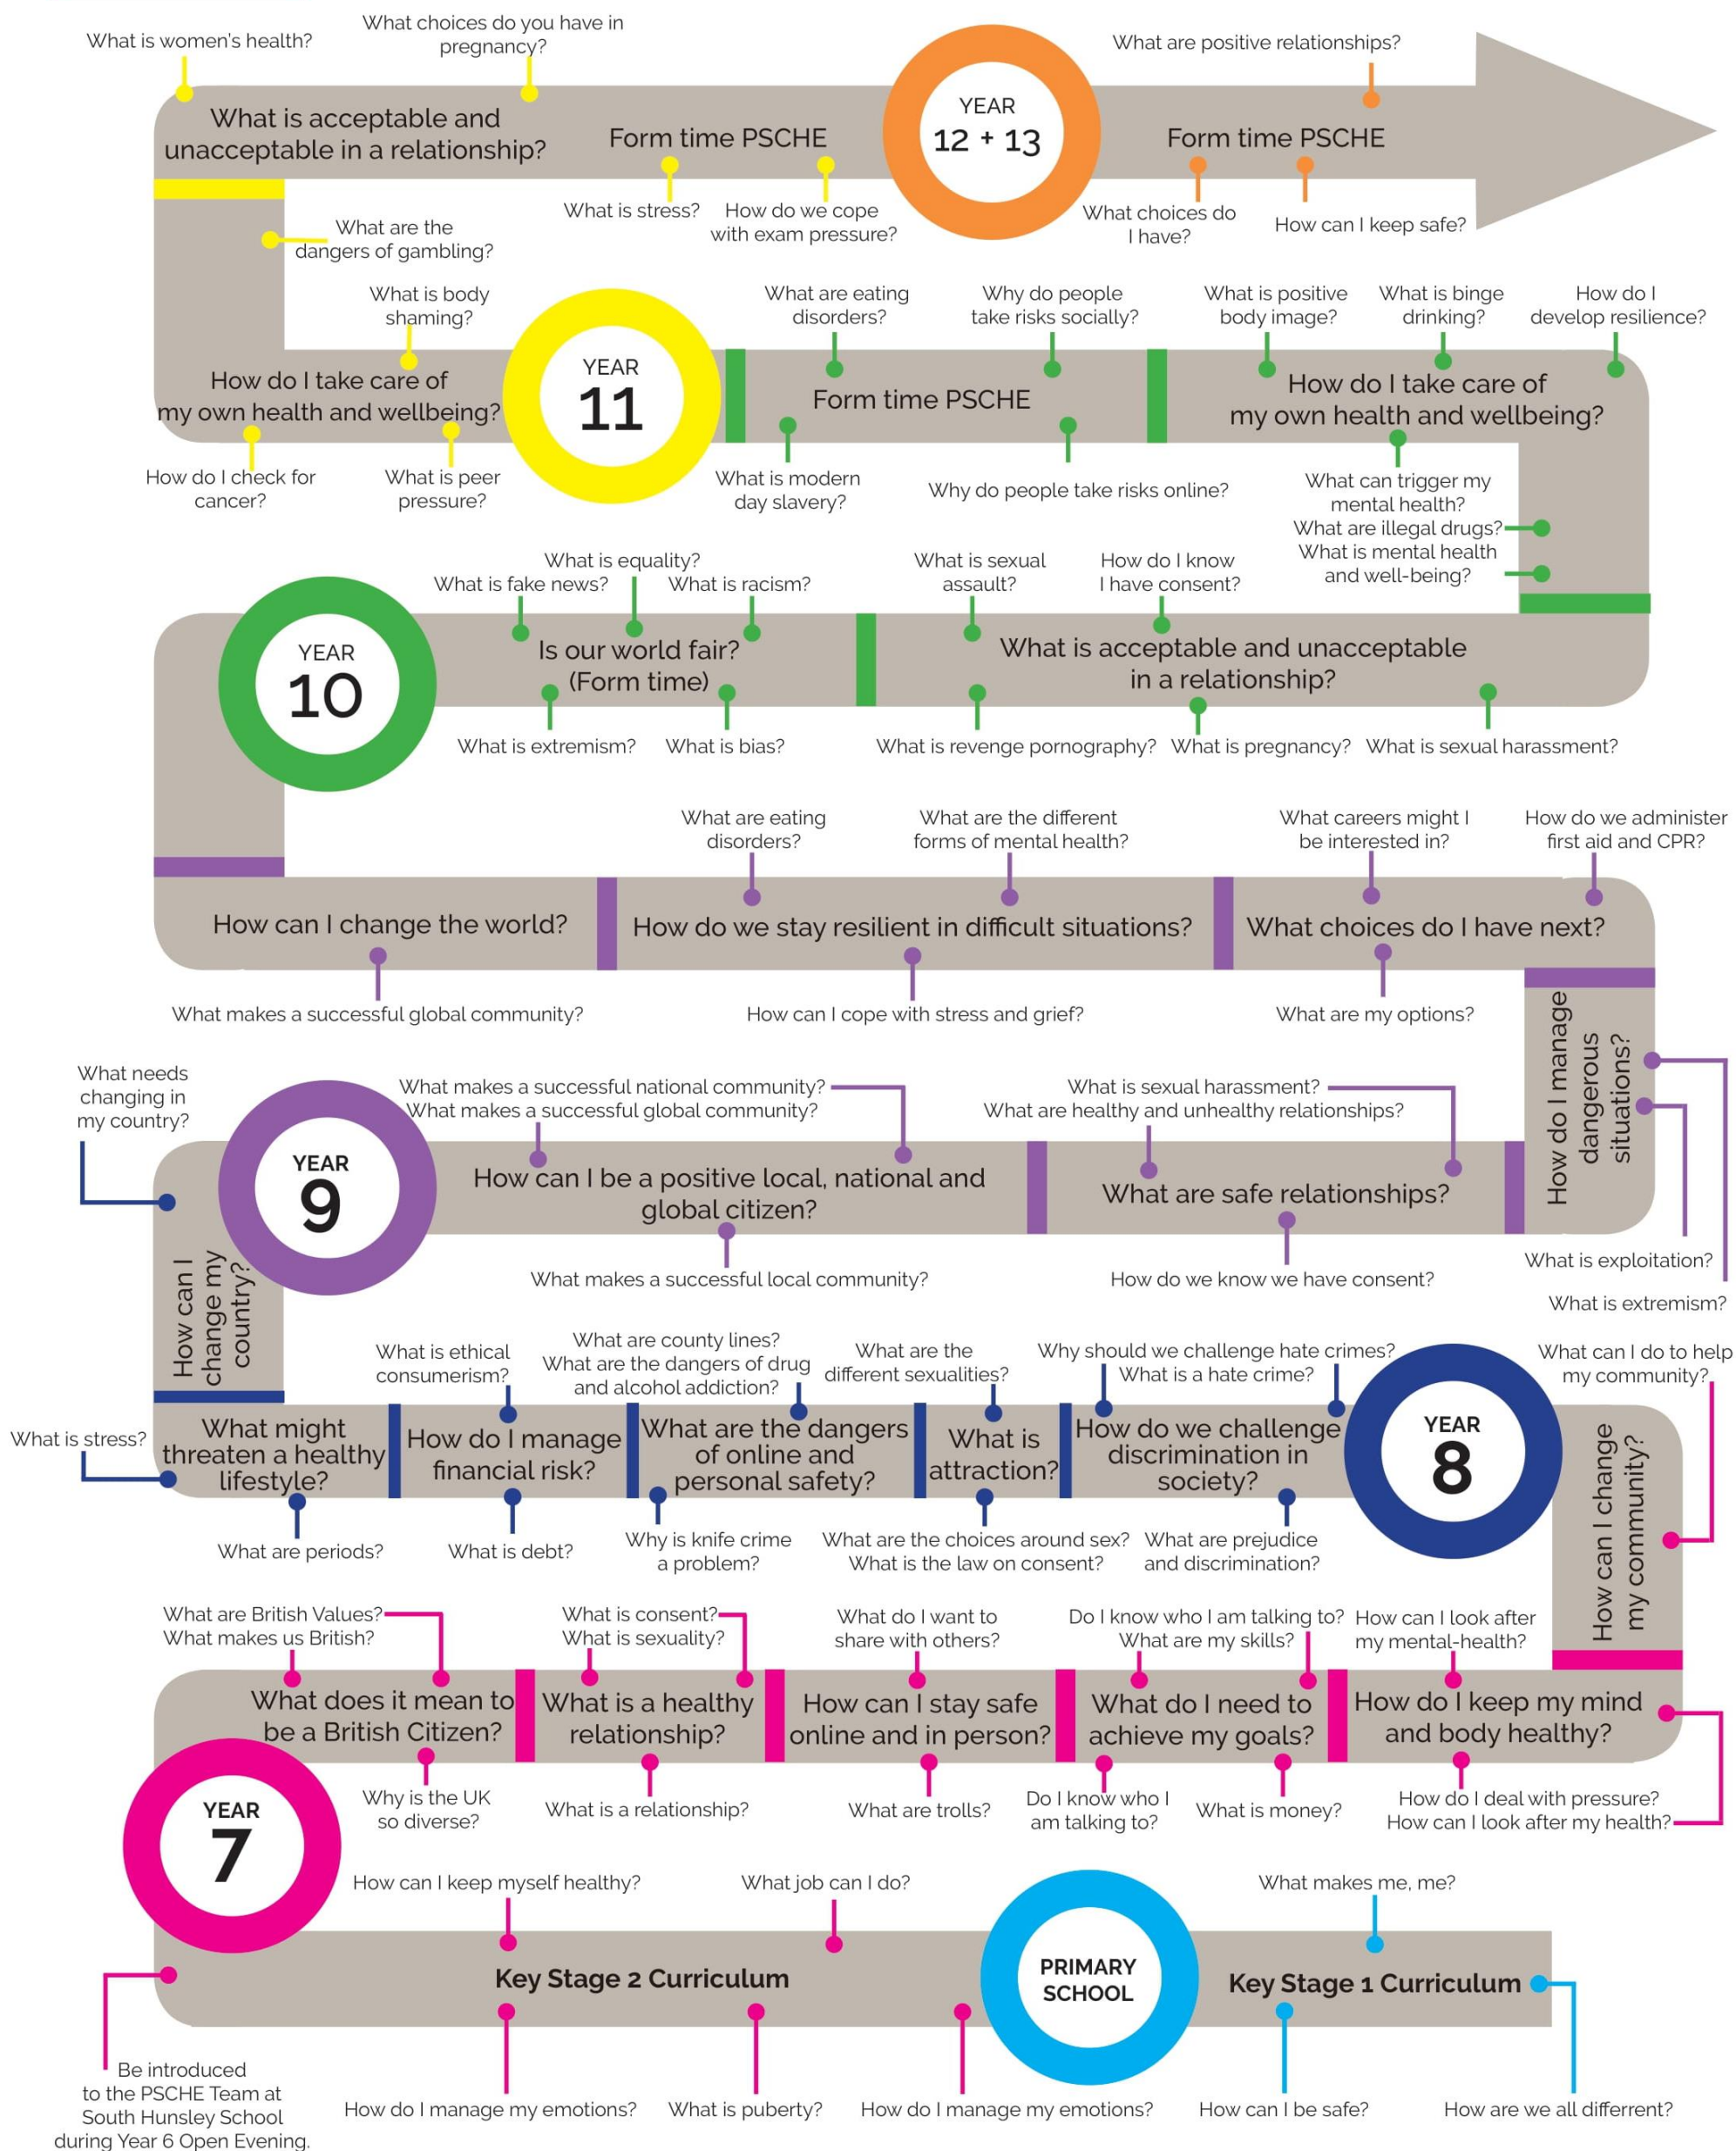 What is women's health?
What choices do you have in
pregnancy?
What are positive relationships?
What is acceptable and
unacceptable in a relationship?
Form time PSCHE
YEAR
12 + 13
Form time PSCHE
What is stress?
How do we cope
with exam pressure?
What choices do
I have?
How can I keep safe?
What are the
dangers of gambling?
What is body
shaming?
What are eating
disorders?
Why do people
take risks socially?
What is positive
body image?
What is binge
drinking?
How do I
develop resilience?
How do I take care of
my own health and wellbeing?
YEAR
11
Form time PSCHE
How do I take care of
my own health and wellbeing?
How do I check for
cancer?
What is peer
pressure?
What is modern
day slavery?
Why do people take risks online?
What can trigger my
mental health?
What are illegal drugs?
What is mental health
and well-being?
What is equality?
What is fake news?
What is racism?
What is sexual
assault?
How do I know
I have consent?
YEAR
10
Is our world fair?
(Form time)
What is acceptable and unacceptable
in a relationship?
What is extremism?
What is bias?
What is revenge pornography?
What is pregnancy?
What is sexual harassment?
What are eating
disorders?
What are the different
forms of mental health?
What careers might I
be interested in?
How do we administer
first aid and CPR?
How can I change the world?
How do we stay resilient in difficult situations?
What choices do I have next?
What makes a successful global community?
How can I cope with stress and grief?
What are my options?
How do I manage
dangerous
situations?
What needs
changing in
my country?
What makes a successful national community?
What makes a successful global community?
What is sexual harassment?
What are healthy and unhealthy relationships?
YEAR
9
How can I be a positive local, national and
global citizen?
What are safe relationships?
What makes a successful local community?
How do we know we have consent?
What is exploitation?
What is extremism?
How can I
change my
country?
What is ethical
consumerism?
What are county lines?
What are the dangers of drug
and alcohol addiction?
What are the
different sexualities?
Why should we challenge hate crimes?
What is a hate crime?
What can I do to help
my community?
What is stress?
What might
threaten a healthy
lifestyle?
How do I manage
financial risk?
What are the dangers
of online and
personal safety?
What is
attraction?
How do we challenge
discrimination in
society?
YEAR
8
How can I change
my community?
What are periods?
What is debt?
Why is knife crime
a problem?
What are the choices around sex?
What is the law on consent?
What are prejudice
and discrimination?
What are British Values?
What makes us British?
What is consent?
What is sexuality?
What do I want to
share with others?
Do I know who I am talking to?
What are my skills?
How can I look after
my mental-health?
What does it mean to
be a British Citizen?
What is a healthy
relationship?
How can I stay safe
online and in person?
What do I need to
achieve my goals?
How do I keep my mind
and body healthy?
YEAR
7
Why is the UK
so diverse?
What is a relationship?
What are trolls?
Do I know who I
am talking to?
What is money?
How do I deal with pressure?
How can I look after my health?
How can I keep myself healthy?
What job can I do?
What makes me, me?
Key Stage 2 Curriculum
PRIMARY
SCHOOL
Key Stage 1 Curriculum
Be introduced
to the PSCHE Team at
South Hunsley School
during Year 6 Open Evening.
How do I manage my emotions?
What is puberty?
How do I manage my emotions?
How can I be safe?
How are we all differrent?